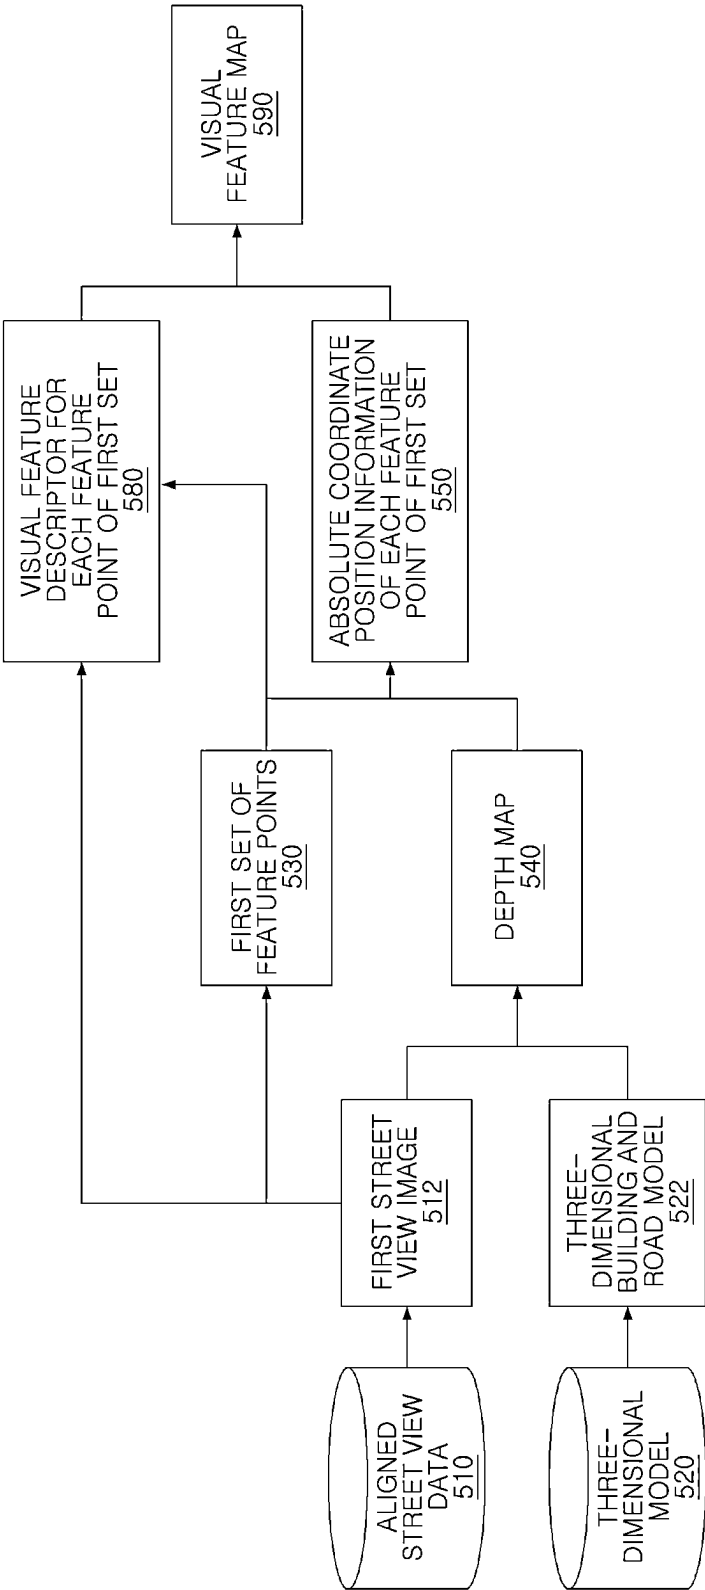 ALIGNED
STREET VIEW
DATA
510
THREE-
DIMENSIONAL
MODEL
520
FIRST STREET
VIEW IMAGE
512
THREE-
DIMENSIONAL
BUILDING AND
ROAD MODEL
522
FIRST SET OF
FEATURE POINTS
530
DEPTH MAP
540
VISUAL FEATURE
DESCRIPTOR FOR
EACH FEATURE
POINT OF FIRST SET
580
ABSOLUTE COORDINATE
POSITION INFORMATION
OF EACH FEATURE
POINT OF FIRST SET
550
VISUAL
FEATURE MAP
590